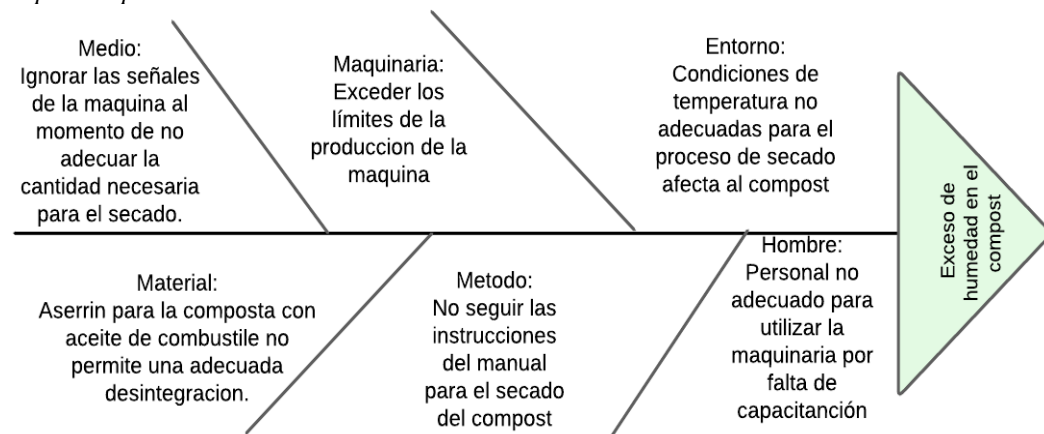 Medio:
Ignorar las señales
de la maquina al
momento de no
adecuar la
cantidad necesaria
para el secado.
Maquinaria:
Exceder los
límites de la
produccion de la
maquina
Entorno:
Condiciones de
temperatura no
adecuadas para el
proceso de secado
afecta al compost
Exceso de
humedad en el
compost
Material:
Aserrin para la composta con
aceite de combustile no
permite una adecuada
desintegracion.
Metodo:
No seguir las
instrucciones
del manual
para el secado
del compost
Hombre:
Personal no
adecuado para
utilizar la
maquinaria por
falta de
capacitanción